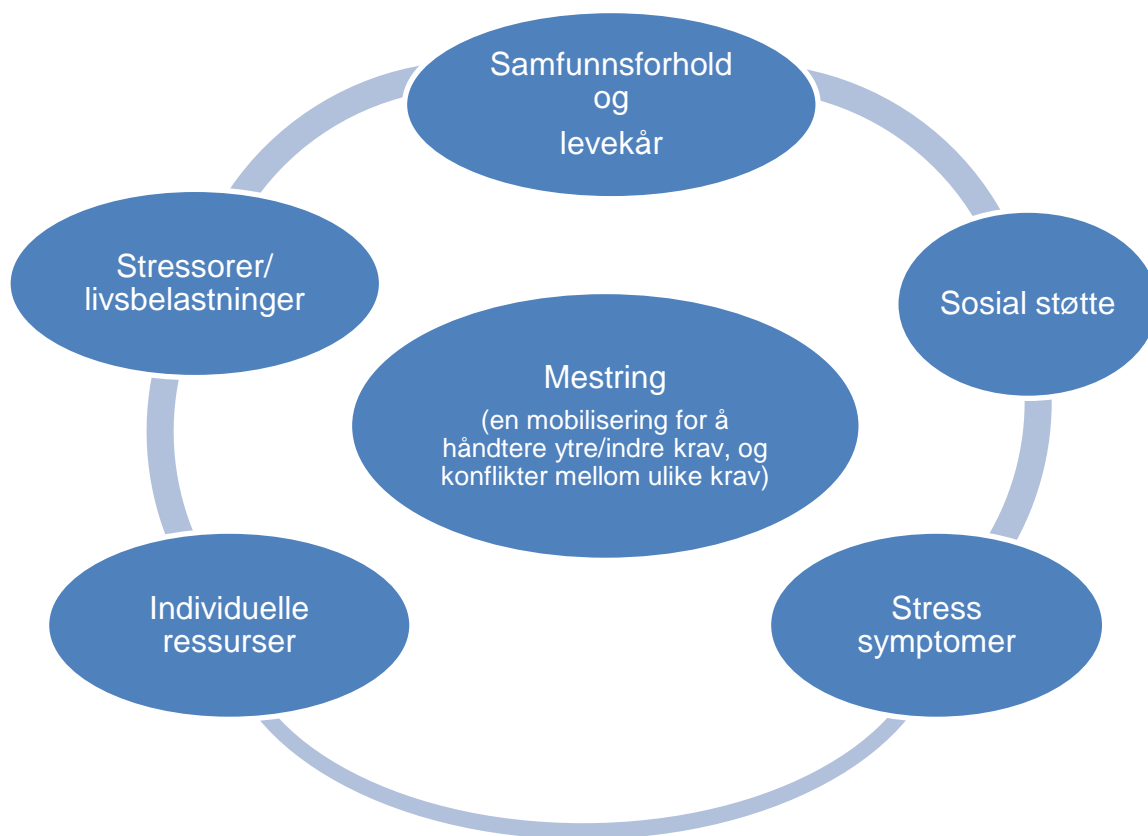 Samfunnsforhold
og
levekår
Stressorer/
livsbelastninger
Sosial støtte
Mestring
(en mobilisering for å
håndtere ytre/indre krav, og
konflikter mellom ulike krav)
Individuelle
ressurser
Stress
symptomer